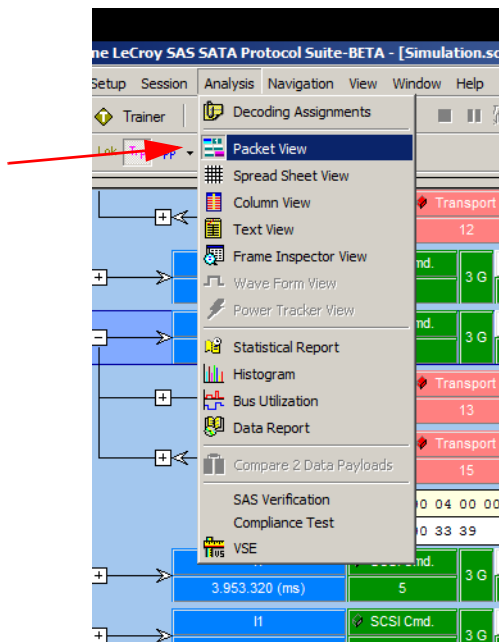 ne LeCroy SAS SATA Protocol Suite-BETA - [Simulation.sc
Setup Session Analysis Navigation View Window Help
Trainer
Decoding Assignments
Packet View
Spread Sheet View
Column View
Text View
Frame Inspector View
Wave Form View
Power Tracker View
Statistical Report
Histogram
Bus Utilization
Data Report
Compare 2 Data Payloads
SAS Verification
Compliance Test
VSE
Transport
12
md.
3 G
md.
3 G
Transport
13
Transport
15
00 04 00 00
00 33 39
md.
3 G
3.953.320 (ms)
5
I1
SCSI Cmd.
3 G